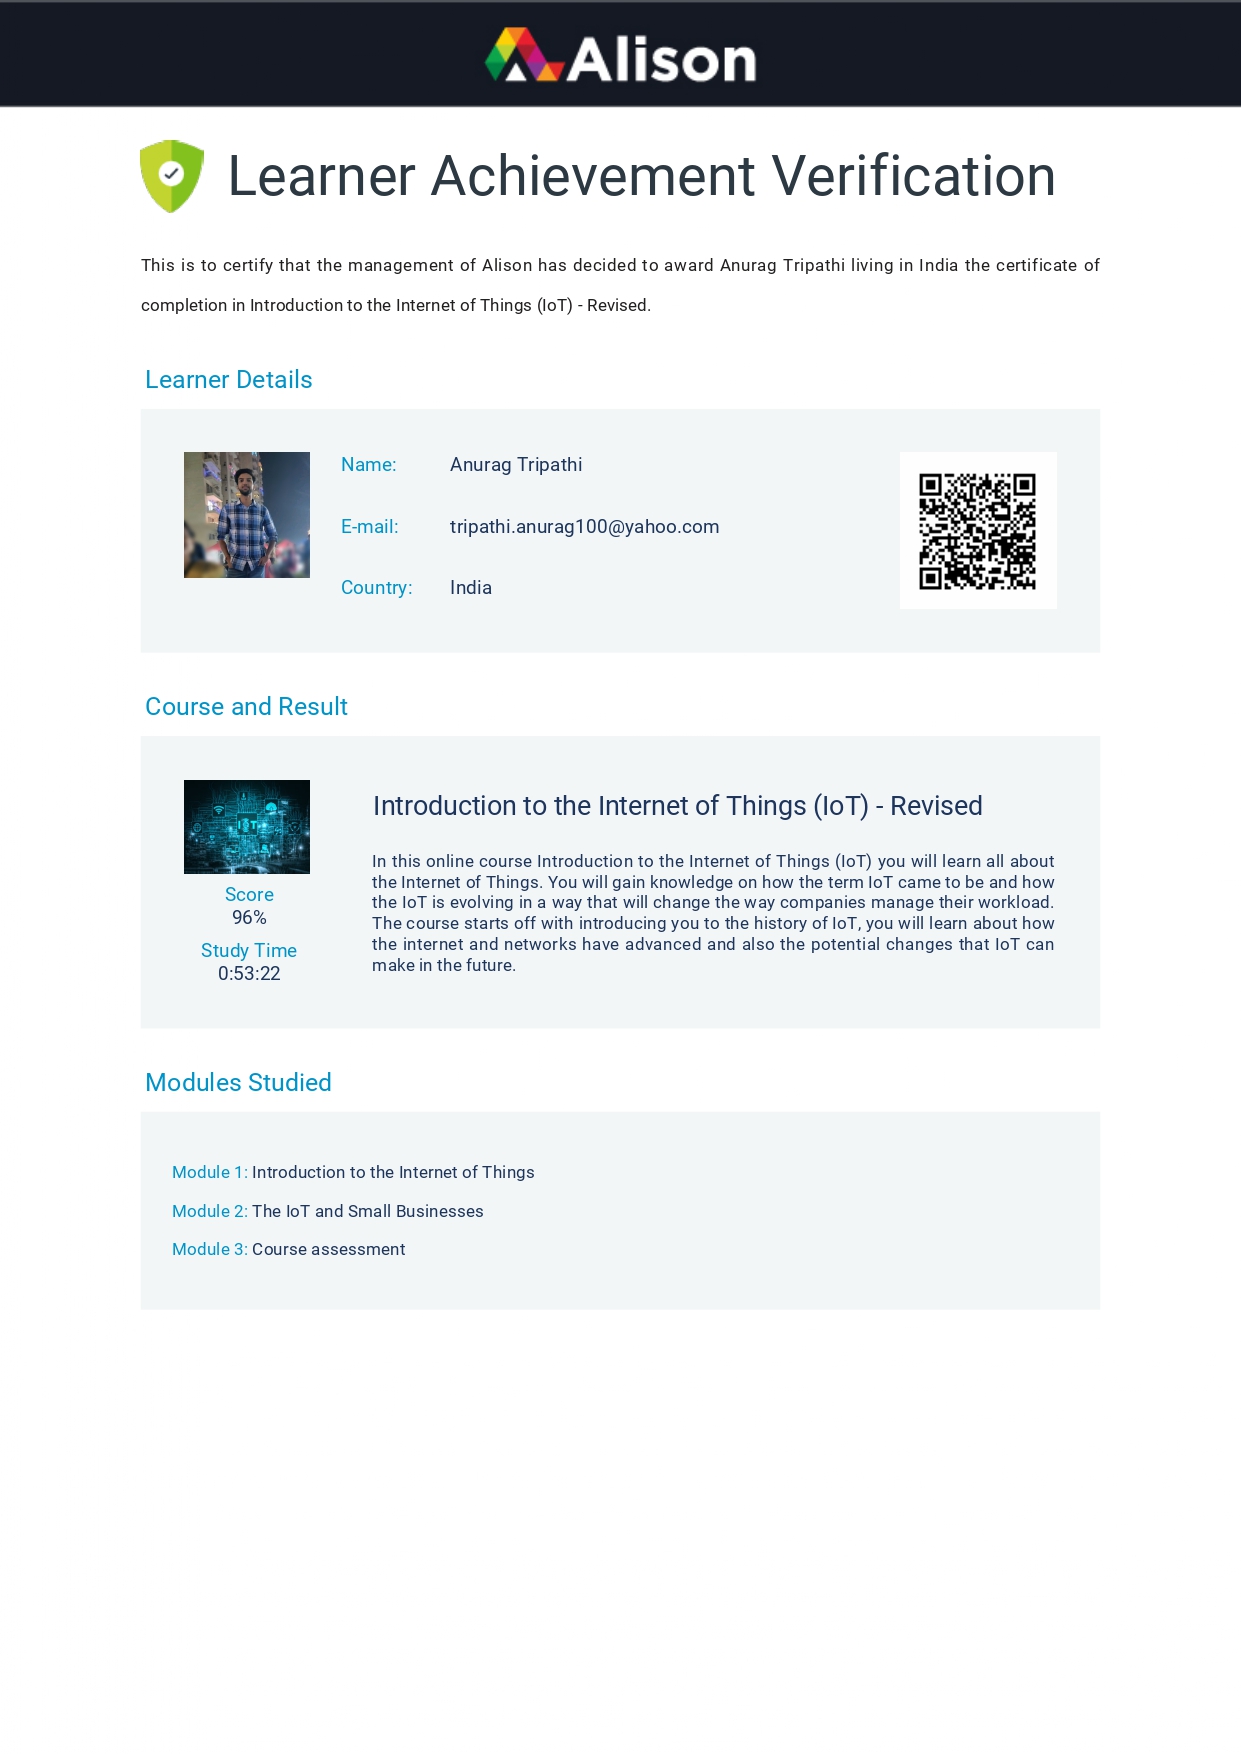 Alison
Learner Achievement Verification
This is to certify that the management of Alison has decided to award Anurag Tripathi living in India the certificate of
completion in Introduction to the Internet of Things (IoT) - Revised.
Learner Details
Name: Anurag Tripathi
E-mail: tripathi.anurag100@yahoo.com
Country: India
Course and Result
IOT
Score
96%
Study Time
0:53:22
Introduction to the Internet of Things (IoT) - Revised
In this online course Introduction to the Internet of Things (IoT) you will learn all about
the Internet of Things. You will gain knowledge on how the term IoT came to be and how
the IoT is evolving in a way that will change the way companies manage their workload.
The course starts off with introducing you to the history of IoT, you will learn about how
the internet and networks have advanced and also the potential changes that IoT can
make in the future.
Modules Studied
Module 1: Introduction to the Internet of Things
Module 2: The IoT and Small Businesses
Module 3: Course assessment